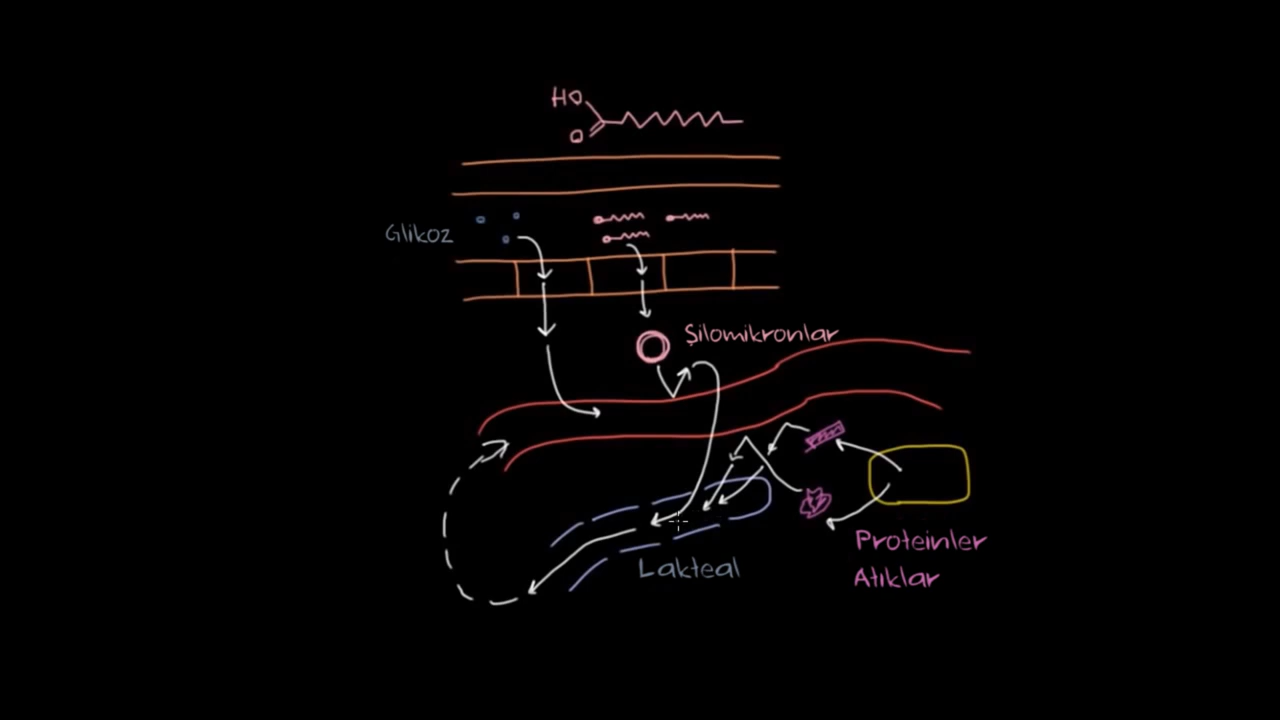 HO
O
Glikoz
Şilomikronlar
Lakteal
Proteinler
Atıklar